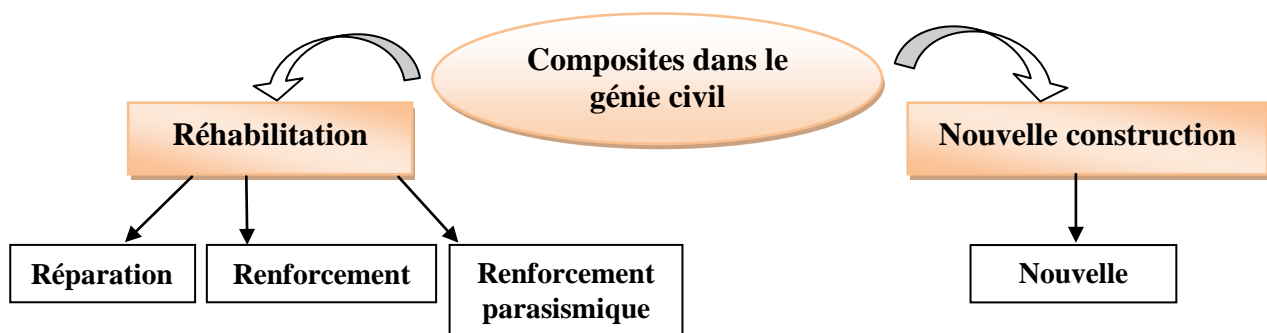 Composites dans le
génie civil
Réhabilitation
Nouvelle construction
Réparation
Renforcement
Renforcement
parasismique
Nouvelle